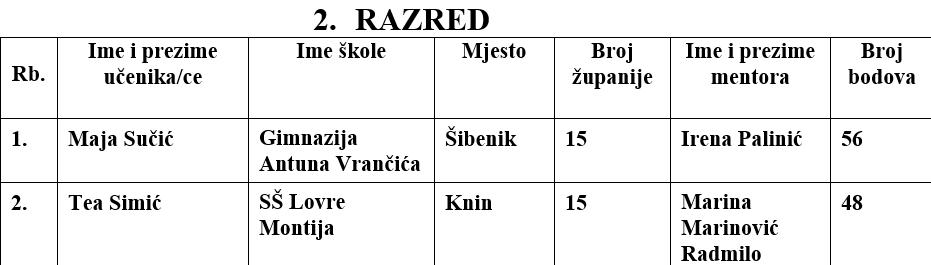 2. RAZRED
Rb. Ime i prezime učenika/ce Ime škole Mjesto Broj županije Ime i prezime mentora Broj bodova
1. Maja Sučić Gimnazija Antuna Vrančića Šibenik 15 Irena Palinić 56
2. Tea Simić SŠ Lovre Montija Knin 15 Marina Marinović Radmilo 48